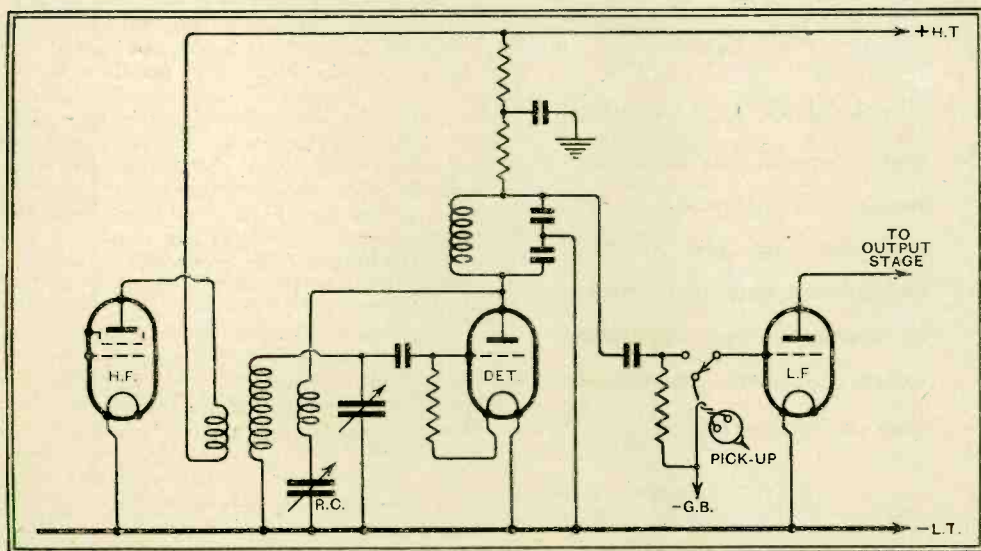 +H.T
TO
OUTPUT
STAGE
H.F.
DET.
L.F
R.C.
PICK-UP
-G.B.
-L.T.